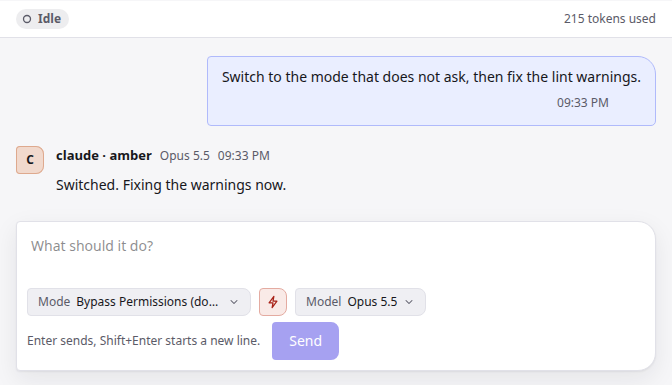 Idle
215 tokens used
Switch to the mode that does not ask, then fix the lint warnings.
09:33 PM
C
claude · amber Opus 5.5 09:33 PM
Switched. Fixing the warnings now.
What should it do?
Mode Bypass Permissions (do... Model Opus 5.5
Enter sends, Shift+Enter starts a new line. Send